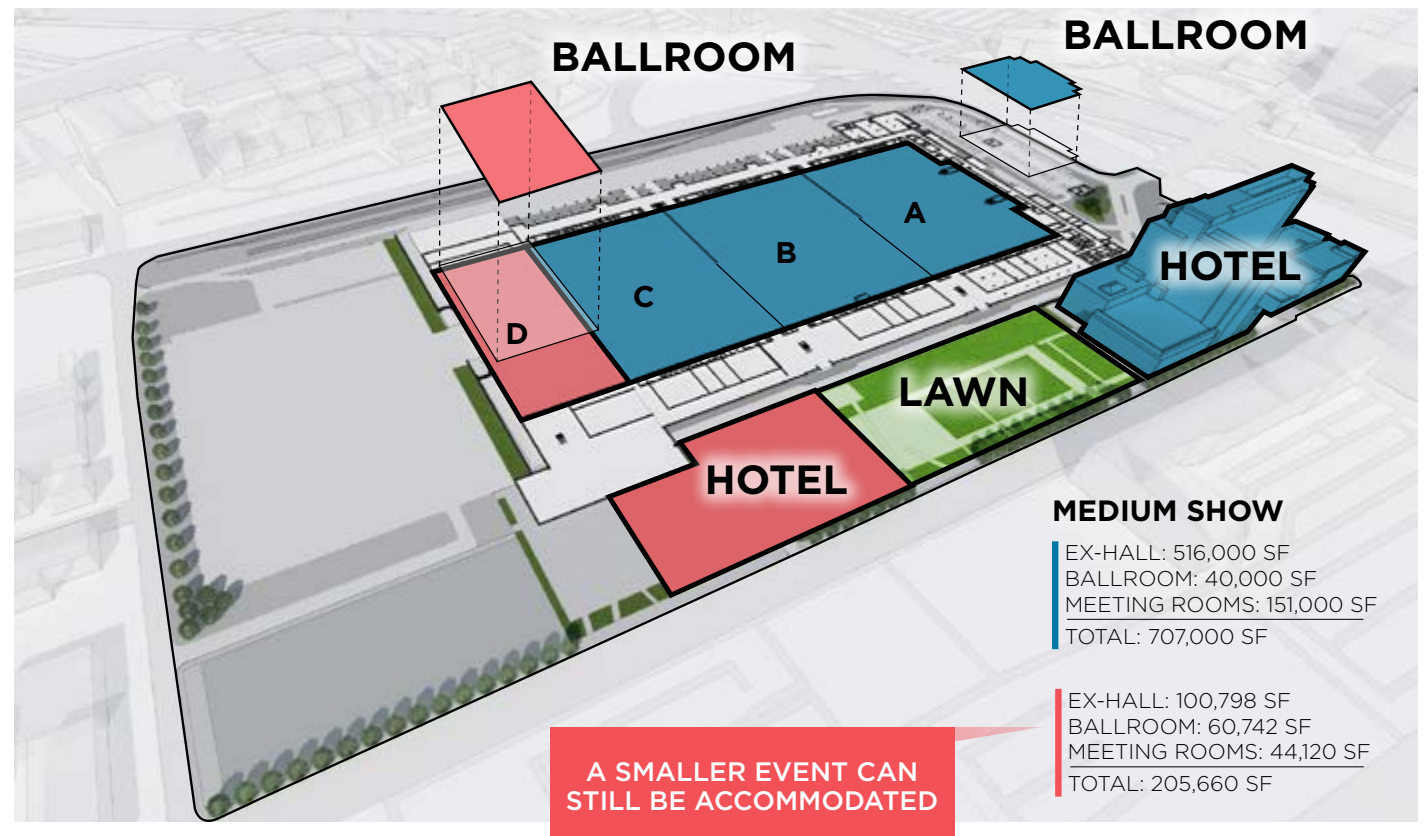 BALLROOM
BALLROOM
A
B
C
D
HOTEL
LAWN
HOTEL
MEDIUM SHOW
EX-HALL: 516,000 SF
BALLROOM: 40,000 SF
MEETING ROOMS: 151,000 SF
TOTAL: 707,000 SF
EX-HALL: 100,798 SF
BALLROOM: 60,742 SF
MEETING ROOMS: 44,120 SF
TOTAL: 205,660 SF
A SMALLER EVENT CAN
STILL BE ACCOMMODATED